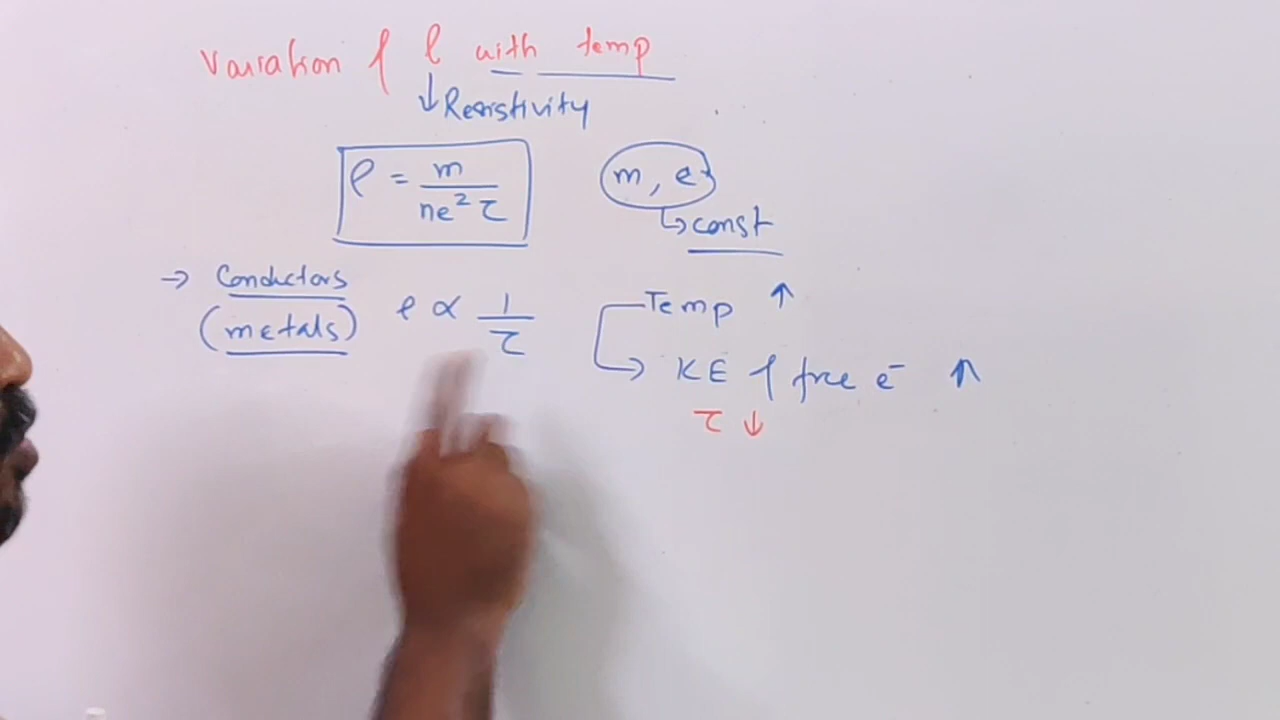 Variation of ρ with temp
↓ Resistivity
ρ = m / ne²τ
m, e
↳ const
→ Conductors
(metals)
ρ ∝ 1/τ
Temp ↑
→ KE of free e⁻ ↑
τ ↓